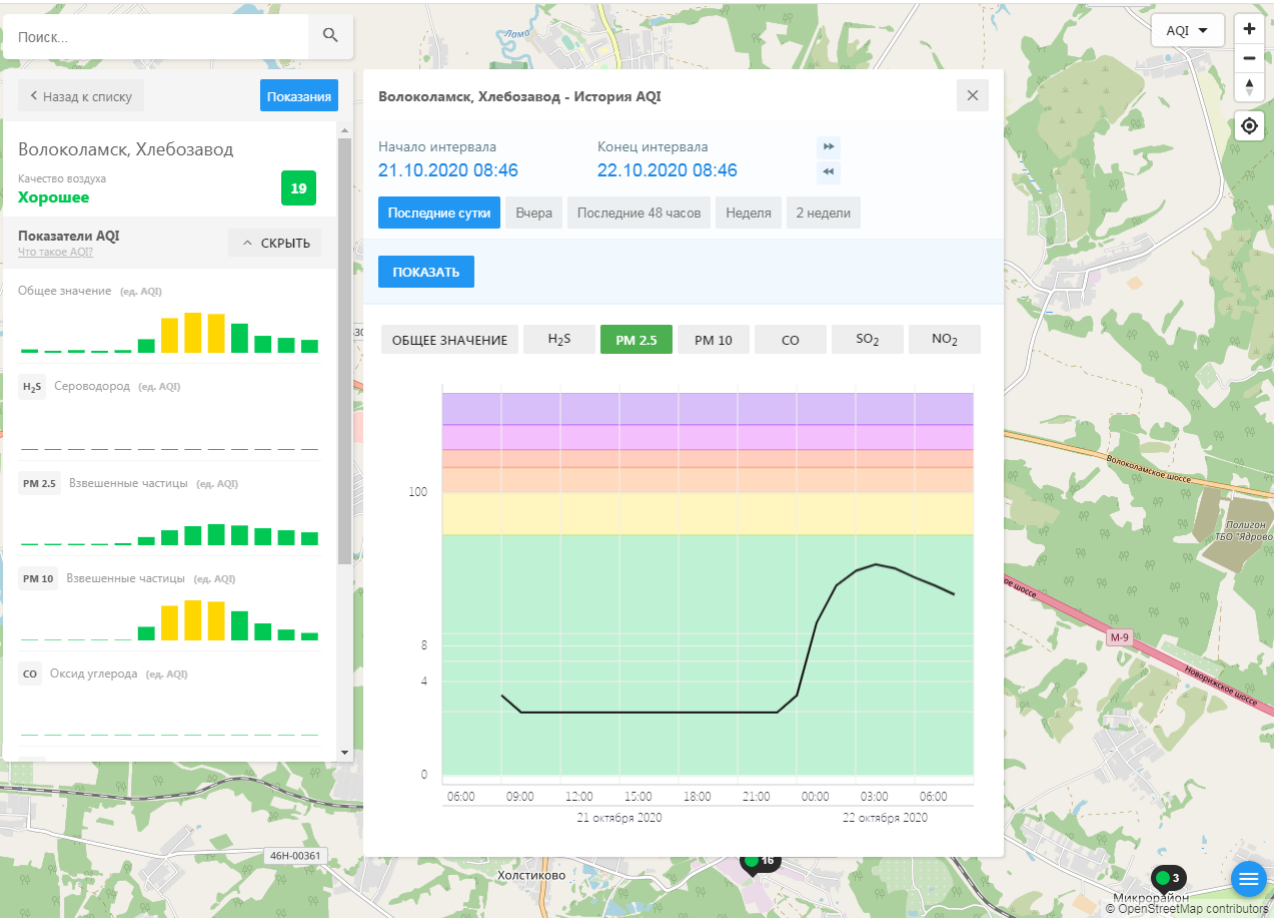 Лама
Поиск...
AQI
Назад к списку
Показания
Волоколамск, Хлебозавод
Качество воздуха
Хорошее
19
Показатели AQI
Что такое AQI?
СКРЫТЬ
Общее значение (ед. AQI)
H2S Сероводород (ед. AQI)
PM 2.5 Взвешенные частицы (ед. AQI)
PM 10 Взвешенные частицы (ед. AQI)
CO Оксид углерода (ед. AQI)
Волоколамск, Хлебозавод - История AQI
Начало интервала
Конец интервала
21.10.2020 08:46
22.10.2020 08:46
Последние сутки
Вчера
Последние 48 часов
Неделя
2 недели
ПОКАЗАТЬ
ОБЩЕЕ ЗНАЧЕНИЕ
H2S
PM 2.5
PM 10
CO
SO2
NO2
100
8
4
0
06:00 09:00 12:00 15:00 18:00 21:00 00:00 03:00 06:00
21 октября 2020
22 октября 2020
Волоколамское шоссе
Полигон
ТБО "Ядрово"
ое шоссе
М-9
Новорижское шоссе
46Н-00361
Холстиково
16
3
Микрорайон
© OpenStreetMap contributors